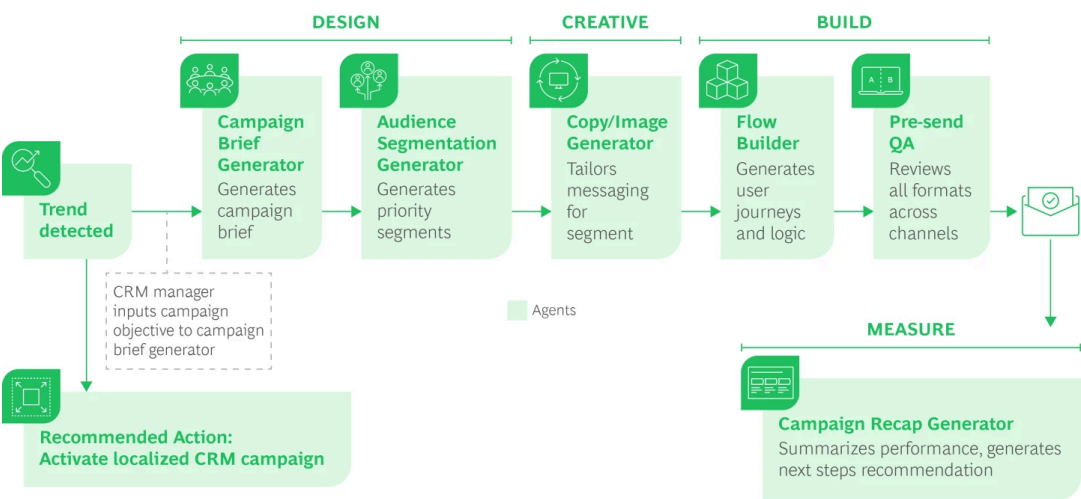 DESIGN
CREATIVE
BUILD
Trend
detected
Campaign
Brief
Generator
Generates
campaign
brief
Audience
Segmentation
Generator
Generates
priority
segments
Copy/Image
Generator
Tailors
messaging
for
segment
Flow
Builder
Generates
user
journeys
and logic
A B
Pre-send
QA
Reviews
all formats
across
channels
CRM manager
inputs campaign
objective to campaign
brief generator
Agents
Recommended Action:
Activate localized CRM campaign
MEASURE
Campaign Recap Generator
Summarizes performance, generates
next steps recommendation